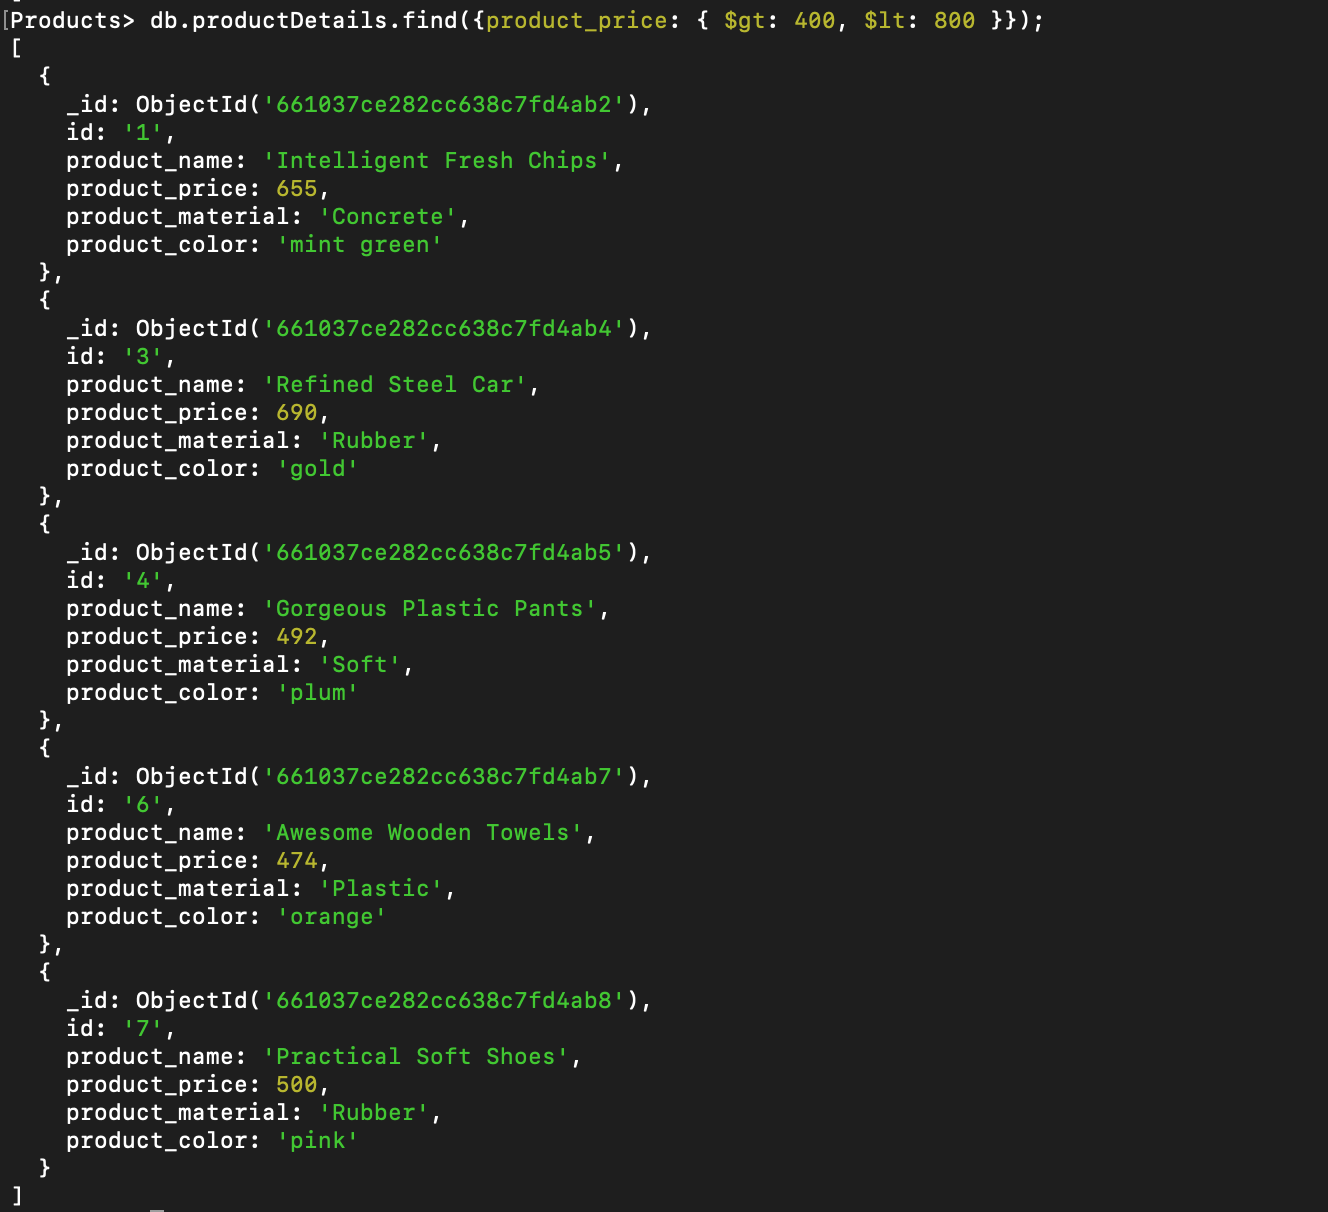 [Products> db.productDetails.find({product_price: { $gt: 400, $lt: 800 }});
[
  {
    _id: ObjectId('661037ce282cc638c7fd4ab2'),
    id: '1',
    product_name: 'Intelligent Fresh Chips',
    product_price: 655,
    product_material: 'Concrete',
    product_color: 'mint green'
  },
  {
    _id: ObjectId('661037ce282cc638c7fd4ab4'),
    id: '3',
    product_name: 'Refined Steel Car',
    product_price: 690,
    product_material: 'Rubber',
    product_color: 'gold'
  },
  {
    _id: ObjectId('661037ce282cc638c7fd4ab5'),
    id: '4',
    product_name: 'Gorgeous Plastic Pants',
    product_price: 492,
    product_material: 'Soft',
    product_color: 'plum'
  },
  {
    _id: ObjectId('661037ce282cc638c7fd4ab7'),
    id: '6',
    product_name: 'Awesome Wooden Towels',
    product_price: 474,
    product_material: 'Plastic',
    product_color: 'orange'
  },
  {
    _id: ObjectId('661037ce282cc638c7fd4ab8'),
    id: '7',
    product_name: 'Practical Soft Shoes',
    product_price: 500,
    product_material: 'Rubber',
    product_color: 'pink'
  }
]